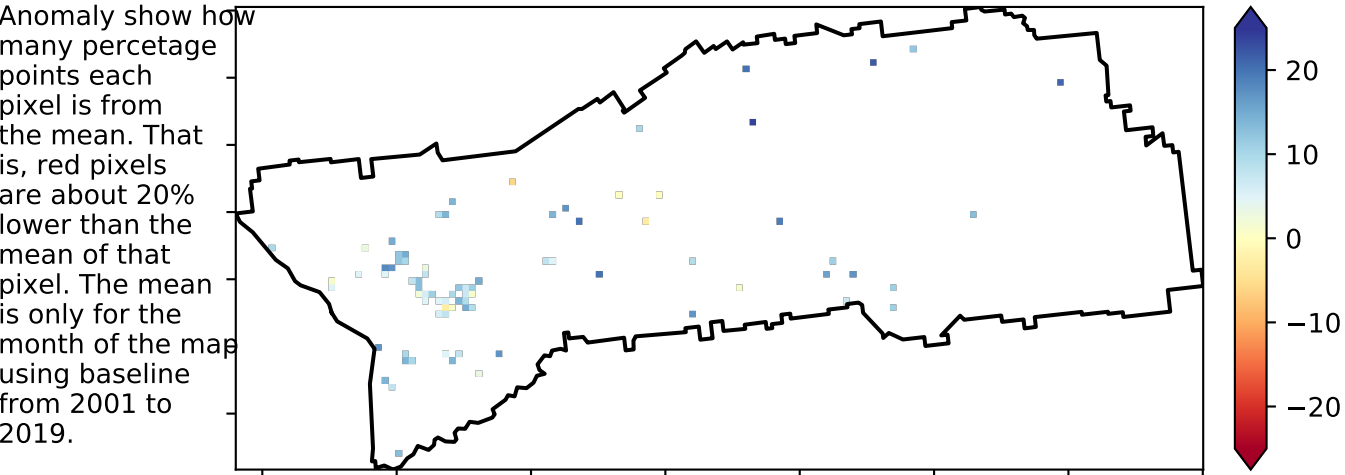 Anomaly show how
many percetage
points each
pixel is from
the mean. That
is, red pixels
are about 20%
lower than the
mean of that
pixel. The mean
is only for the
month of the map
using baseline
from 2001 to
2019.
20
10
0
−10
−20